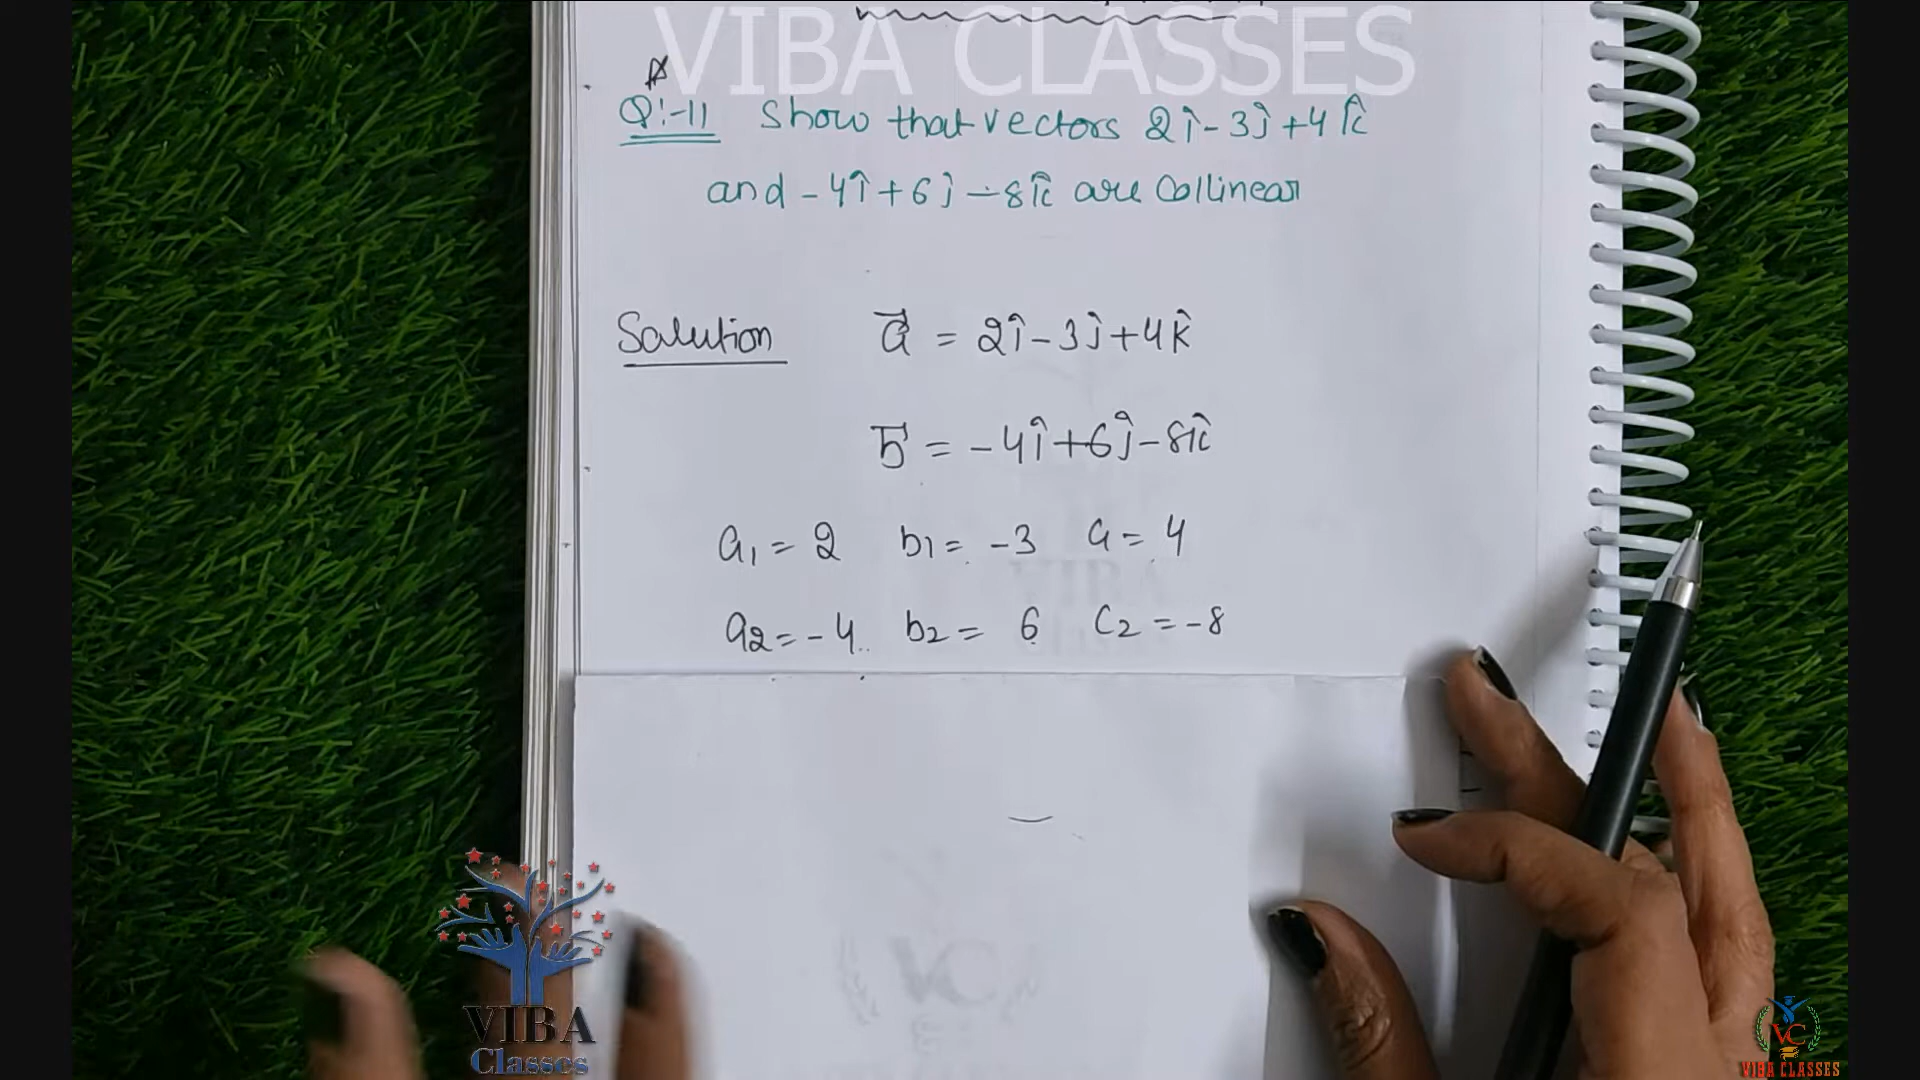 VIBA CLASSES
Q:-11 Show that vectors 2î - 3ĵ + 4k̂
and - 4î + 6ĵ - 8k̂ are Collinear
Solution a⃗ = 2î - 3ĵ + 4k̂
b⃗ = - 4î + 6ĵ - 8k̂
a₁ = 2 b₁ = -3 c₁ = 4
a₂ = - 4 b₂ = 6 c₂ = -8
VC
VIBA
Classes
VC
VIBA CLASSES